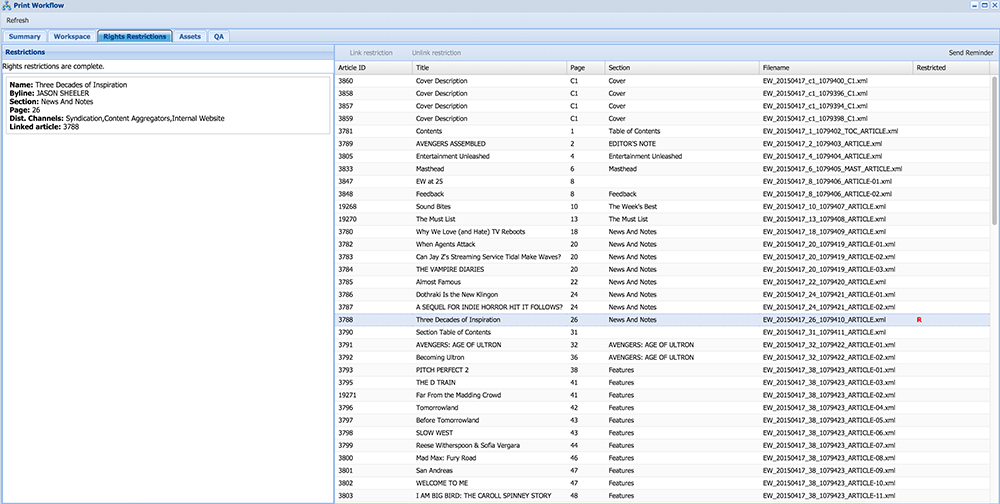 Print Workflow
Refresh
Summary Workspace Rights Restrictions Assets QA
Restrictions
Rights restrictions are complete.
Name: Three Decades of Inspiration
Byline: JASON SHEELER
Section: News And Notes
Page: 26
Dist. Channels: Syndication,Content Aggregators,Internal Website
Linked article: 3788
Link restriction Unlink restriction Send Reminder
Article ID Title Page Section Filename Restricted
3860 Cover Description C1 Cover EW_20150417_c1_1079400_C1.xml
3858 Cover Description C1 Cover EW_20150417_c1_1079396_C1.xml
3857 Cover Description C1 Cover EW_20150417_c1_1079394_C1.xml
3859 Cover Description C1 Cover EW_20150417_c1_1079398_C1.xml
3781 Contents 1 Table of Contents EW_20150417_1_1079402_TOC_ARTICLE.xml
3789 AVENGERS ASSEMBLED 2 EDITOR'S NOTE EW_20150417_2_1079403_ARTICLE.xml
3805 Entertainment Unleashed 4 Entertainment Unleashed EW_20150417_4_1079404_ARTICLE.xml
3833 Masthead 6 Masthead EW_20150417_6_1079405_MAST_ARTICLE.xml
3847 EW at 25 8 EW_20150417_8_1079406_ARTICLE-01.xml
3848 Feedback 8 Feedback EW_20150417_8_1079406_ARTICLE-02.xml
19268 Sound Bites 10 The Week's Best EW_20150417_10_1079407_ARTICLE.xml
19270 The Must List 13 The Must List EW_20150417_13_1079408_ARTICLE.xml
3780 Why We Love (and Hate) TV Reboots 18 News And Notes EW_20150417_18_1079409_ARTICLE.xml
3782 When Agents Attack 20 News And Notes EW_20150417_20_1079419_ARTICLE-01.xml
3783 Can Jay Z's Streaming Service Tidal Make Waves? 20 News And Notes EW_20150417_20_1079419_ARTICLE-02.xml
3784 THE VAMPIRE DIARIES 20 News And Notes EW_20150417_20_1079419_ARTICLE-03.xml
3785 Almost Famous 22 News And Notes EW_20150417_22_1079420_ARTICLE.xml
3786 Dothraki Is the New Klingon 24 News And Notes EW_20150417_24_1079421_ARTICLE-01.xml
3787 A SEQUEL FOR INDIE HORROR HIT IT FOLLOWS? 24 News And Notes EW_20150417_24_1079421_ARTICLE-02.xml
3788 Three Decades of Inspiration 26 News And Notes EW_20150417_26_1079410_ARTICLE.xml R
3790 Section Table of Contents 31 EW_20150417_31_1079411_ARTICLE.xml
3791 AVENGERS: AGE OF ULTRON 32 AVENGERS: AGE OF ULTRON EW_20150417_32_1079422_ARTICLE-01.xml
3792 Becoming Ultron 36 AVENGERS: AGE OF ULTRON EW_20150417_32_1079422_ARTICLE-02.xml
3793 PITCH PERFECT 2 38 Features EW_20150417_38_1079423_ARTICLE-01.xml
3795 THE D TRAIN 41 Features EW_20150417_38_1079423_ARTICLE-03.xml
19271 Far From the Madding Crowd 41 Features EW_20150417_38_1079423_ARTICLE-02.xml
3796 Tomorrowland 42 Features EW_20150417_38_1079423_ARTICLE-04.xml
3797 Before Tomorrowland 43 Features EW_20150417_38_1079423_ARTICLE-05.xml
3798 SLOW WEST 43 Features EW_20150417_38_1079423_ARTICLE-06.xml
3799 Reese Witherspoon & Sofia Vergara 44 Features EW_20150417_38_1079423_ARTICLE-07.xml
3800 Mad Max: Fury Road 46 Features EW_20150417_38_1079423_ARTICLE-08.xml
3801 San Andreas 47 Features EW_20150417_38_1079423_ARTICLE-09.xml
3802 WELCOME TO ME 47 Features EW_20150417_38_1079423_ARTICLE-10.xml
3803 I AM BIG BIRD: THE CAROLL SPINNEY STORY 48 Features EW_20150417_38_1079423_ARTICLE-11.xml